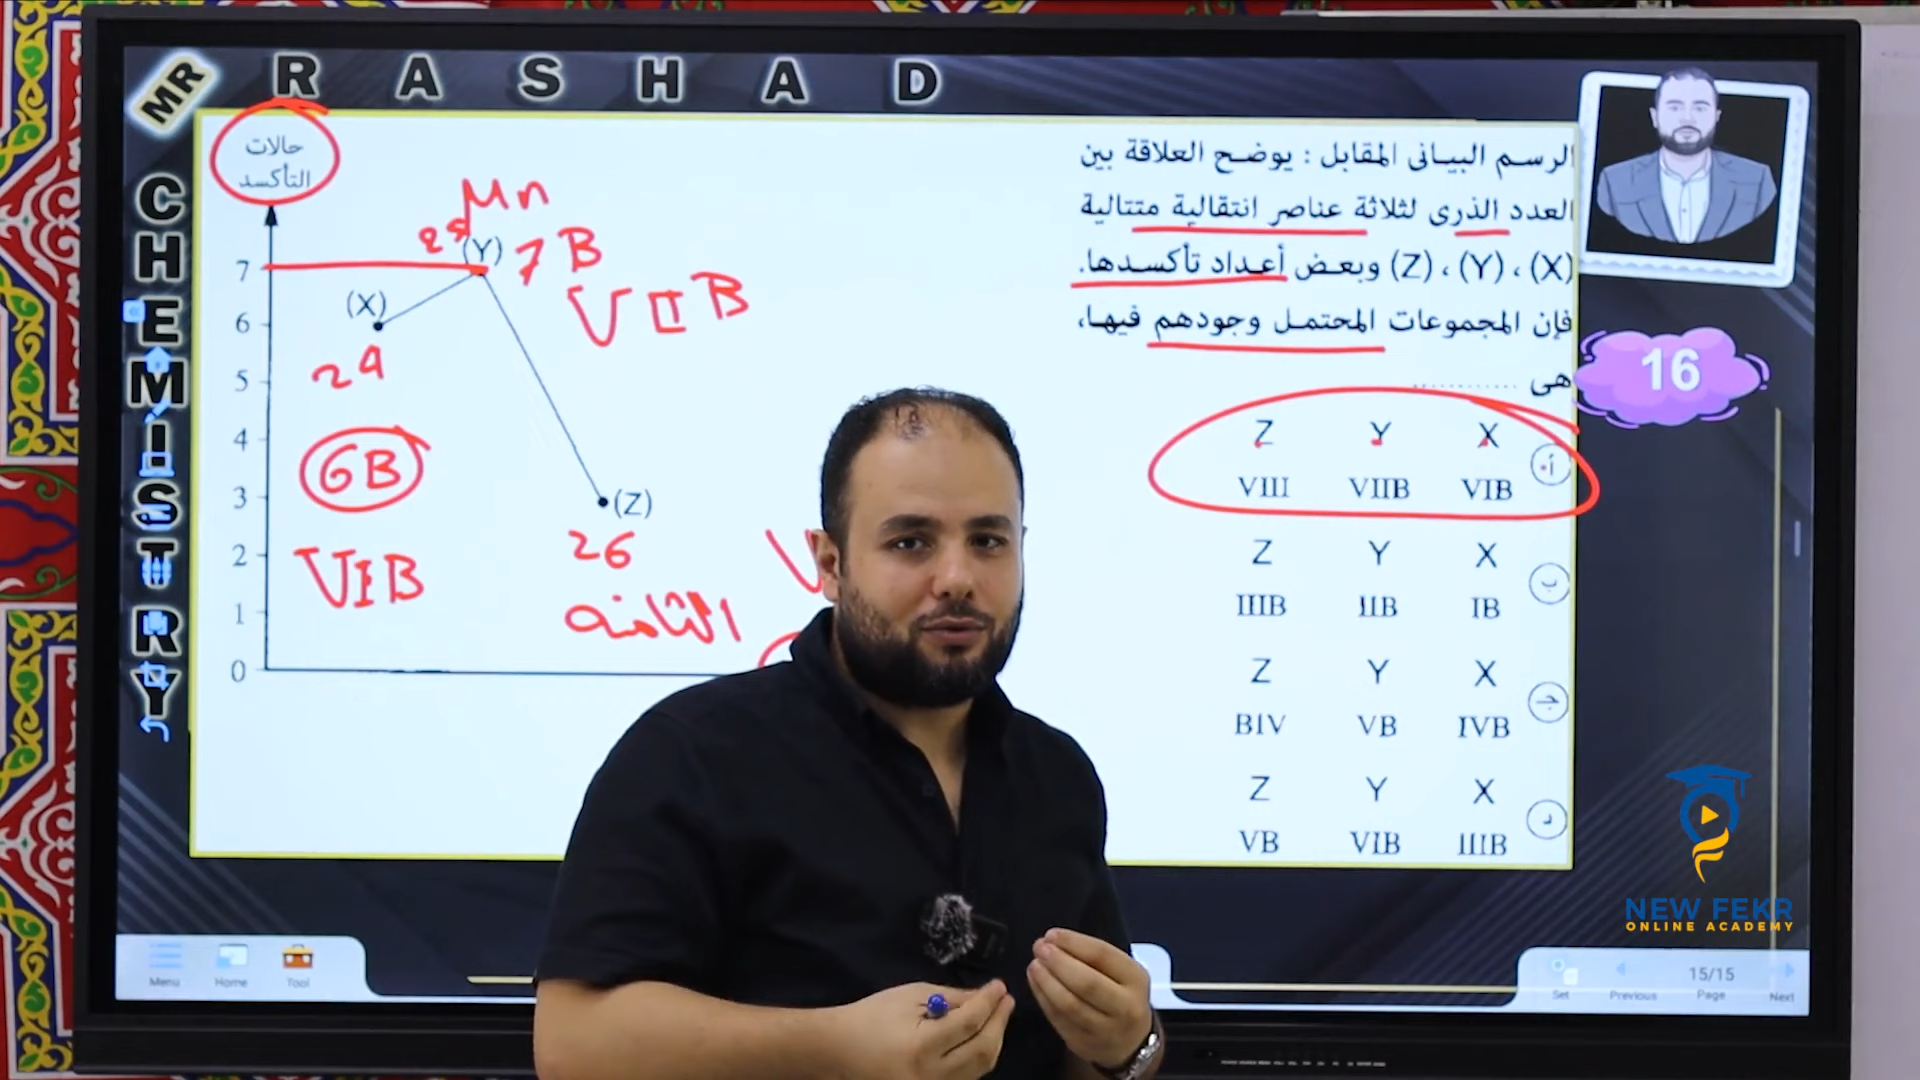 MR RASHAD
CHEMISTRY
الرسم البيانى المقابل : يوضح العلاقة بين
العدد الذرى لثلاثة عناصر انتقالية متتالية
(X) ، (Y) ، (Z) وبعض أعداد تأكسدها.
فإن المجموعات المحتمل وجودهم فيها،
هى ............
16
أ
X Y Z
VIB VIIB VIII
ب
X Y Z
IB IIB IIIB
جـ
X Y Z
IVB VB BIV
د
X Y Z
IIIB VIB VB
حالات
التأكسد
7
6
5
4
3
2
1
0
(X)
(Y)
(Z)
Mn
25
7B
VIIB
24
6B
VIB
26
الثامنة
NEW FEKR
ONLINE ACADEMY
Menu
Home
Tool
Set
Previous
15/15
Page
Next